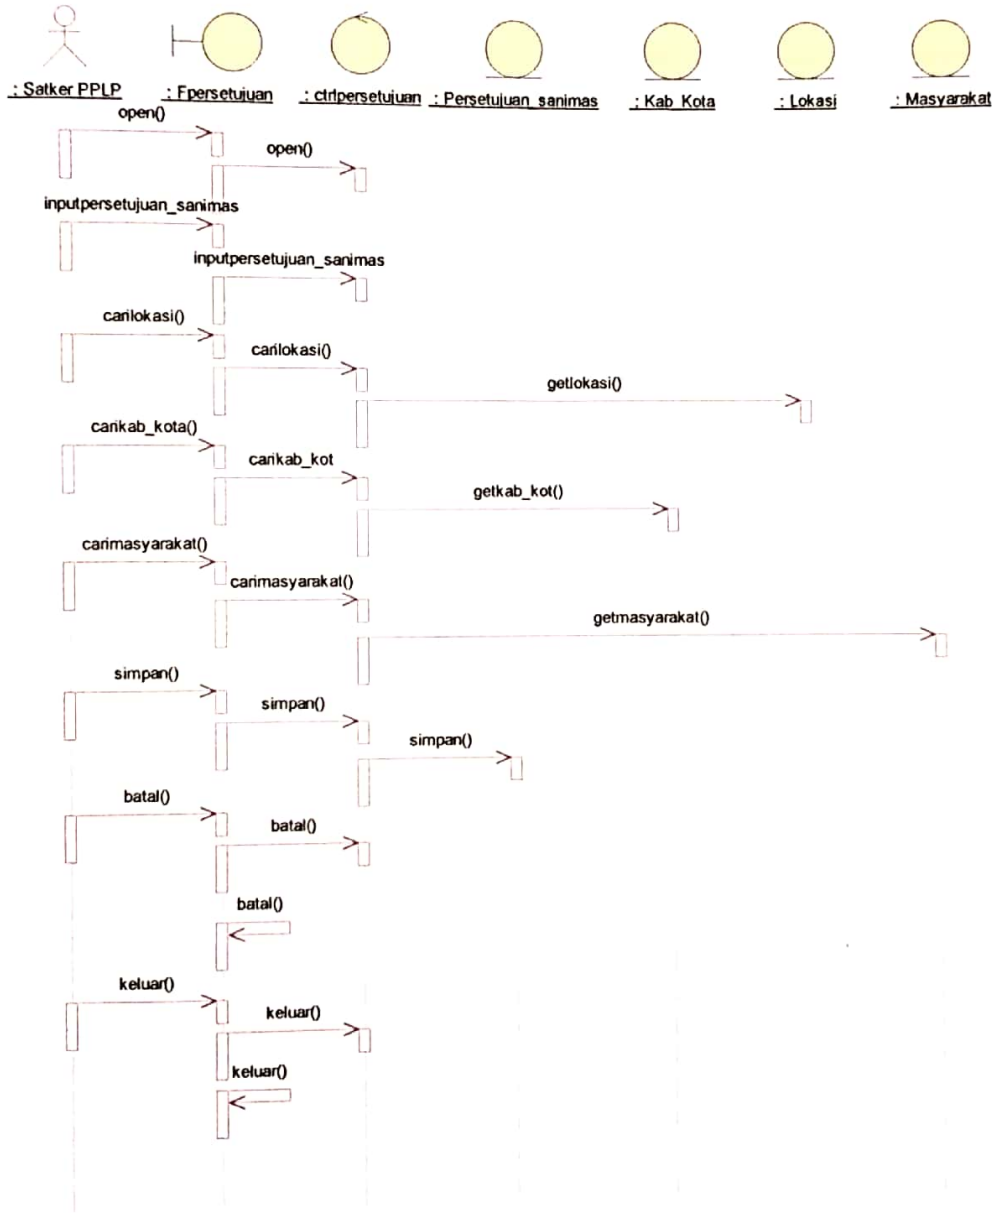 : Satker PPLP
: Fpersetujuan
: ctrlpersetujuan
: Persetujuan_sanimas
: Kab_Kota
: Lokasi
: Masyarakat
open()
open()
inputpersetujuan_sanimas
inputpersetujuan_sanimas
carilokasi()
carilokasi()
getlokasi()
carikab_kota()
carikab_kot
getkab_kot()
carimasyarakat()
carimasyarakat()
getmasyarakat()
simpan()
simpan()
simpan()
batal()
batal()
batal()
keluar()
keluar()
keluar()